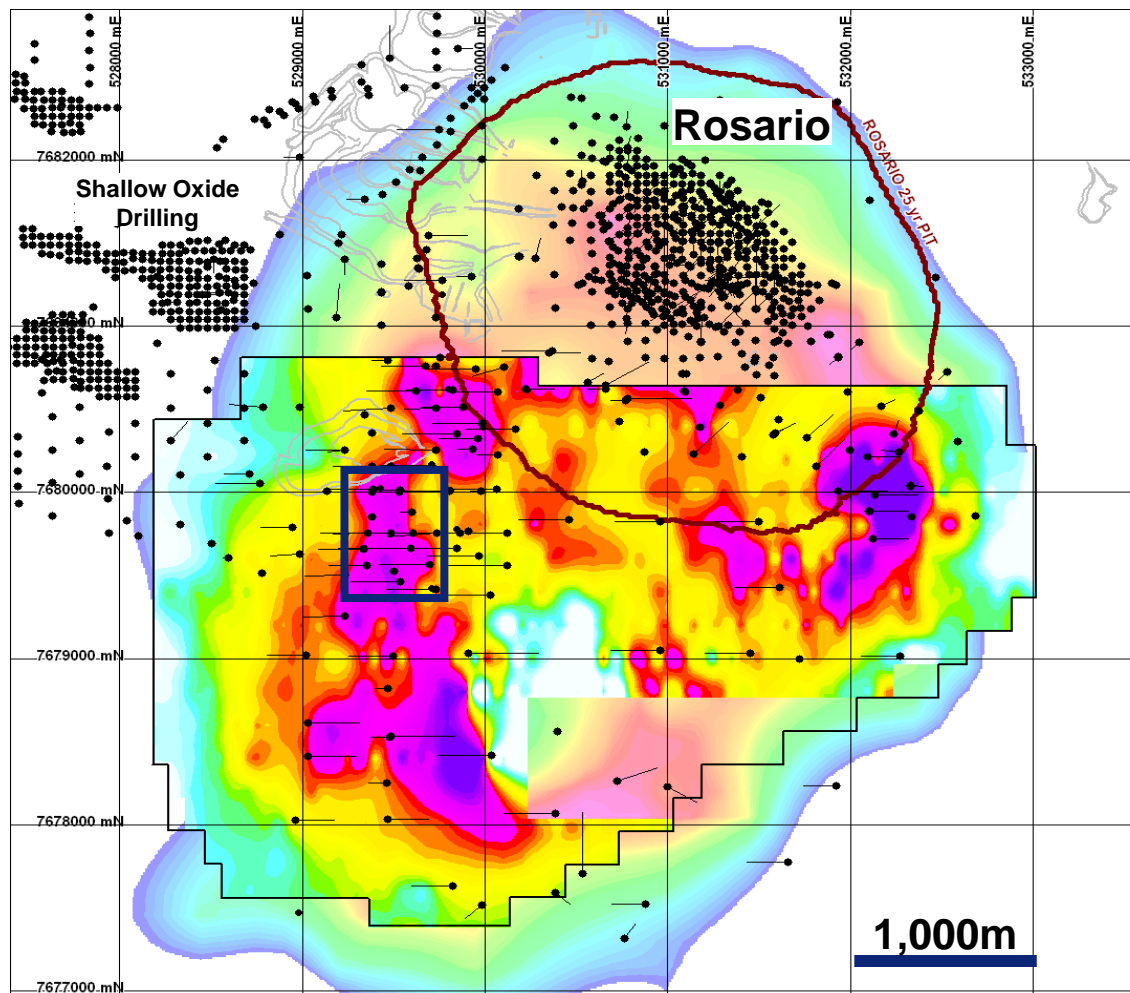 528000 mE
529000 mE
530000 mE
531000 mE
532000 mE
533000 mE
Rosario
ROSARIO 25 yr PIT
7682000 mN
Shallow Oxide
Drilling
7680000 mN
7679000 mN
7678000 mN
1,000m
7677000 mN